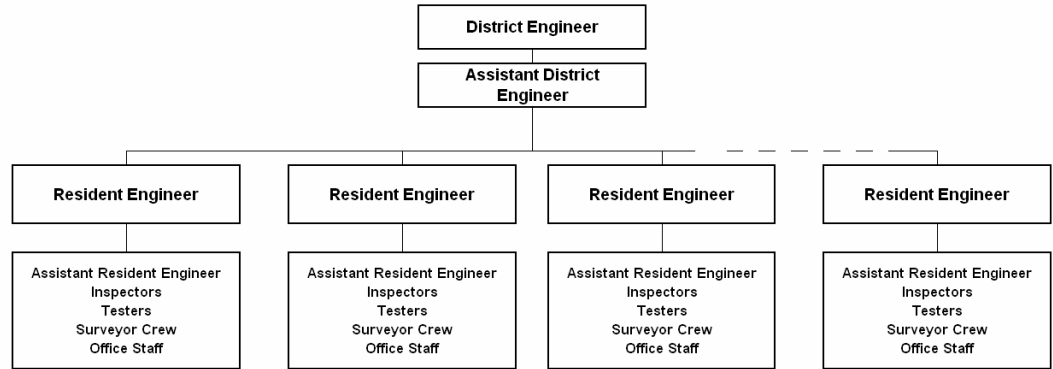 District Engineer
Assistant District
Engineer
Resident Engineer
Resident Engineer
Resident Engineer
Resident Engineer
Assistant Resident Engineer
Inspectors
Testers
Surveyor Crew
Office Staff
Assistant Resident Engineer
Inspectors
Testers
Surveyor Crew
Office Staff
Assistant Resident Engineer
Inspectors
Testers
Surveyor Crew
Office Staff
Assistant Resident Engineer
Inspectors
Testers
Surveyor Crew
Office Staff